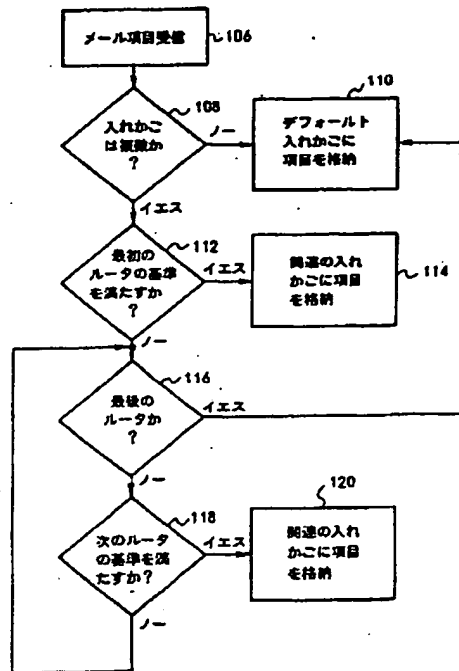 メール項目受信
106
108
入れかご
は複数か
?
ノー
110
デフォールト
入れかごに
項目を格納
イエス
112
最初の
ルータの基準
を満たすか
?
イエス
関連の入れ
かごに項目
を格納
114
ノー
116
最後の
ルータか
?
イエス
ノー
118
次のルータ
の基準を満
たすか?
イエス
120
関連の入れ
かごに項目
を格納
ノー